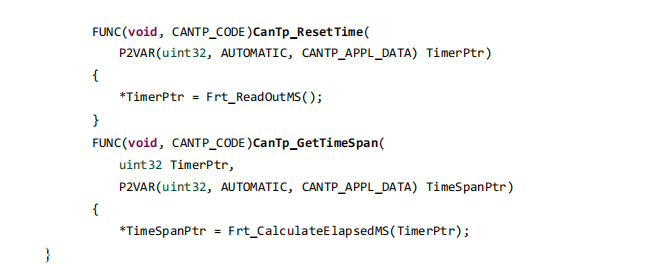 FUNC(void, CANTP_CODE)CanTp_ResetTime(
P2VAR(uint32, AUTOMATIC, CANTP_APPL_DATA) TimerPtr)
{
*TimerPtr = Frt_ReadOutMS();
}
FUNC(void, CANTP_CODE)CanTp_GetTimeSpan(
uint32 TimerPtr,
P2VAR(uint32, AUTOMATIC, CANTP_APPL_DATA) TimeSpanPtr)
{
*TimeSpanPtr = Frt_CalculateElapsedMS(TimerPtr);
}